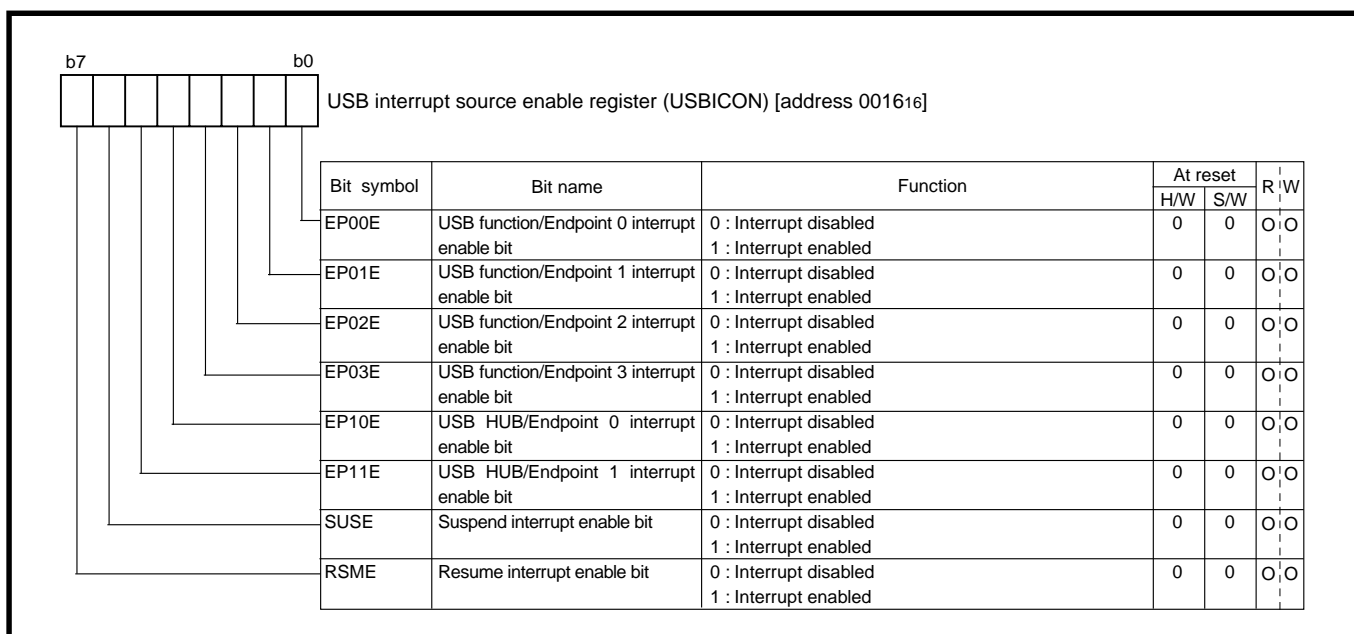 b7 b0
USB interrupt source enable register (USBICON) [address 001616]
Bit symbol Bit name Function At reset R W
H/W S/W
EP00E USB function/Endpoint 0 interrupt 0 : Interrupt disabled 0 0 O O
enable bit 1 : Interrupt enabled
EP01E USB function/Endpoint 1 interrupt 0 : Interrupt disabled 0 0 O O
enable bit 1 : Interrupt enabled
EP02E USB function/Endpoint 2 interrupt 0 : Interrupt disabled 0 0 O O
enable bit 1 : Interrupt enabled
EP03E USB function/Endpoint 3 interrupt 0 : Interrupt disabled 0 0 O O
enable bit 1 : Interrupt enabled
EP10E USB HUB/Endpoint 0 interrupt 0 : Interrupt disabled 0 0 O O
enable bit 1 : Interrupt enabled
EP11E USB HUB/Endpoint 1 interrupt 0 : Interrupt disabled 0 0 O O
enable bit 1 : Interrupt enabled
SUSE Suspend interrupt enable bit 0 : Interrupt disabled 0 0 O O
1 : Interrupt enabled
RSME Resume interrupt enable bit 0 : Interrupt disabled 0 0 O O
1 : Interrupt enabled